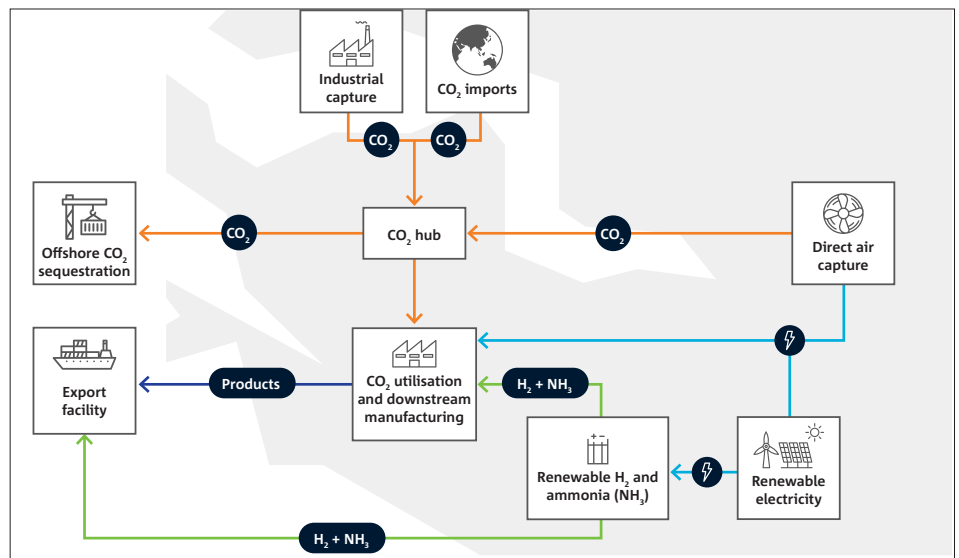 Industrial
capture
CO₂ imports
CO₂
CO₂
Offshore CO₂
sequestration
CO₂
CO₂ hub
CO₂
Direct air
capture
Export
facility
Products
CO₂ utilisation
and downstream
manufacturing
H₂ + NH₃
Renewable H₂ and
ammonia (NH₃)
Renewable
electricity
H₂ + NH₃